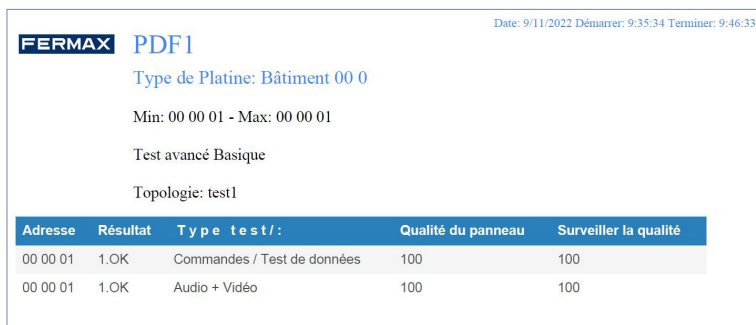 Date: 9/11/2022 Démarrer: 9:35:34 Terminer: 9:46:33
FERMAX PDF1
Type de Platine: Bâtiment 00 0
Min: 00 00 01 - Max: 00 00 01
Test avancé Basique
Topologie: test1
Adresse Résultat Type test/: Qualité du panneau Surveiller la qualité
00 00 01 1.OK Commandes / Test de données 100 100
00 00 01 1.OK Audio + Vidéo 100 100